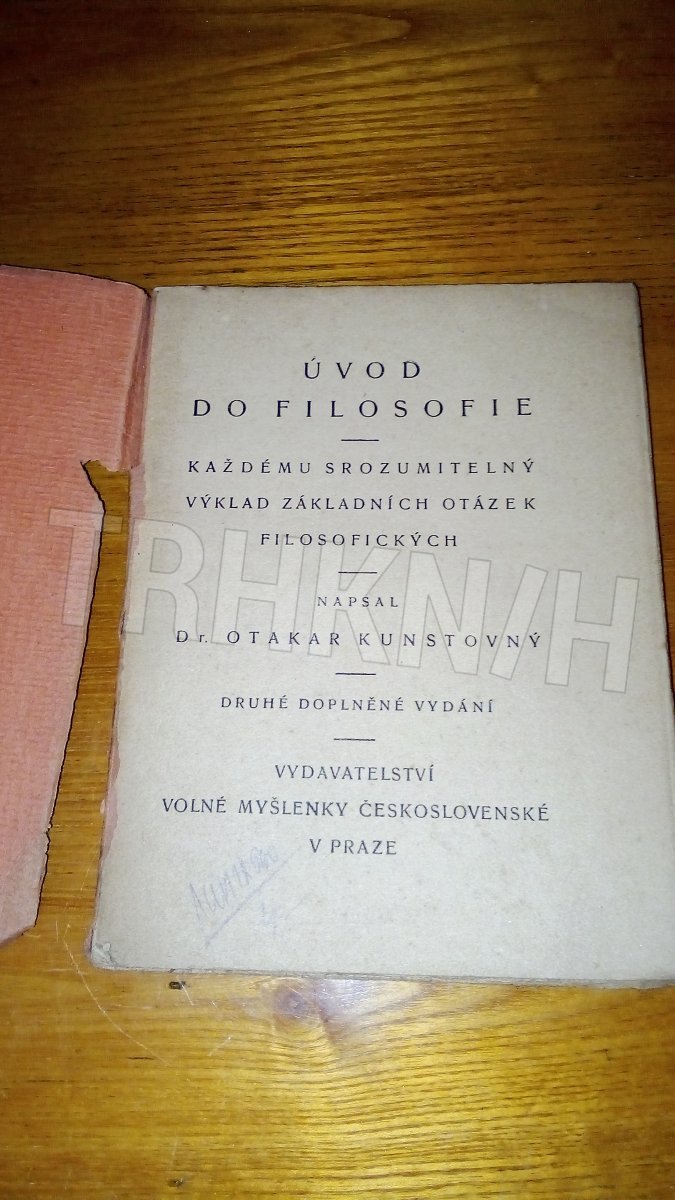 ÚVOD
DO FILOSOFIE
KAŽDÉMU SROZUMITELNÝ
VÝKLAD ZÁKLADNÍCH OTÁZEK
FILOSOFICKÝCH
NAPSAL
Dr. OTAKAR KUNSTOVNÝ
DRUHÉ DOPLNĚNÉ VYDÁNÍ
VYDAVATELSTVÍ
VOLNÉ MYŠLENKY ČESKOSLOVENSKÉ
V PRAZE
TRHKN/H